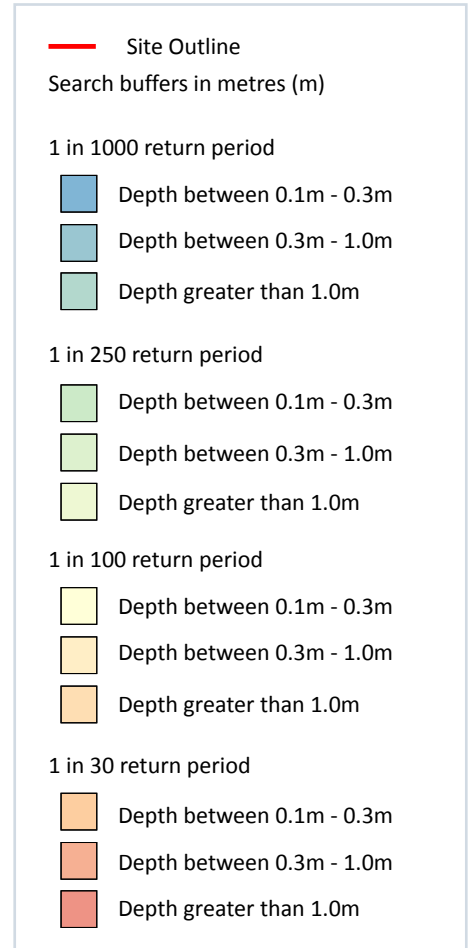 Site Outline
Search buffers in metres (m)
1 in 1000 return period
Depth between 0.1m - 0.3m
Depth between 0.3m - 1.0m
Depth greater than 1.0m
1 in 250 return period
Depth between 0.1m - 0.3m
Depth between 0.3m - 1.0m
Depth greater than 1.0m
1 in 100 return period
Depth between 0.1m - 0.3m
Depth between 0.3m - 1.0m
Depth greater than 1.0m
1 in 30 return period
Depth between 0.1m - 0.3m
Depth between 0.3m - 1.0m
Depth greater than 1.0m